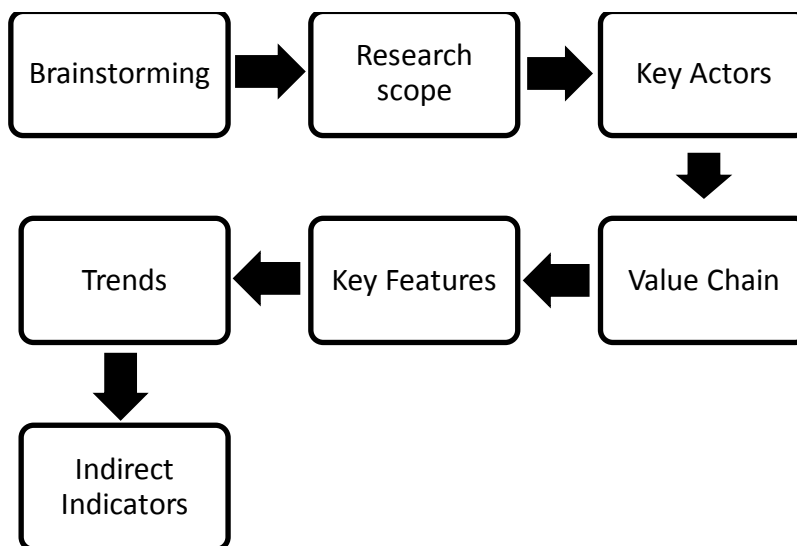 Brainstorming
Research
scope
Key Actors
Value Chain
Key Features
Trends
Indirect
Indicators